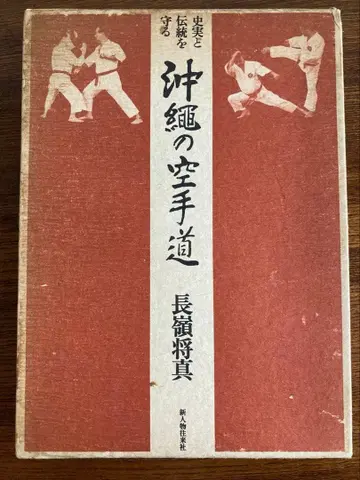 史実と
伝統を
守る
沖繩の空手道
長嶺将真
新人物往来社